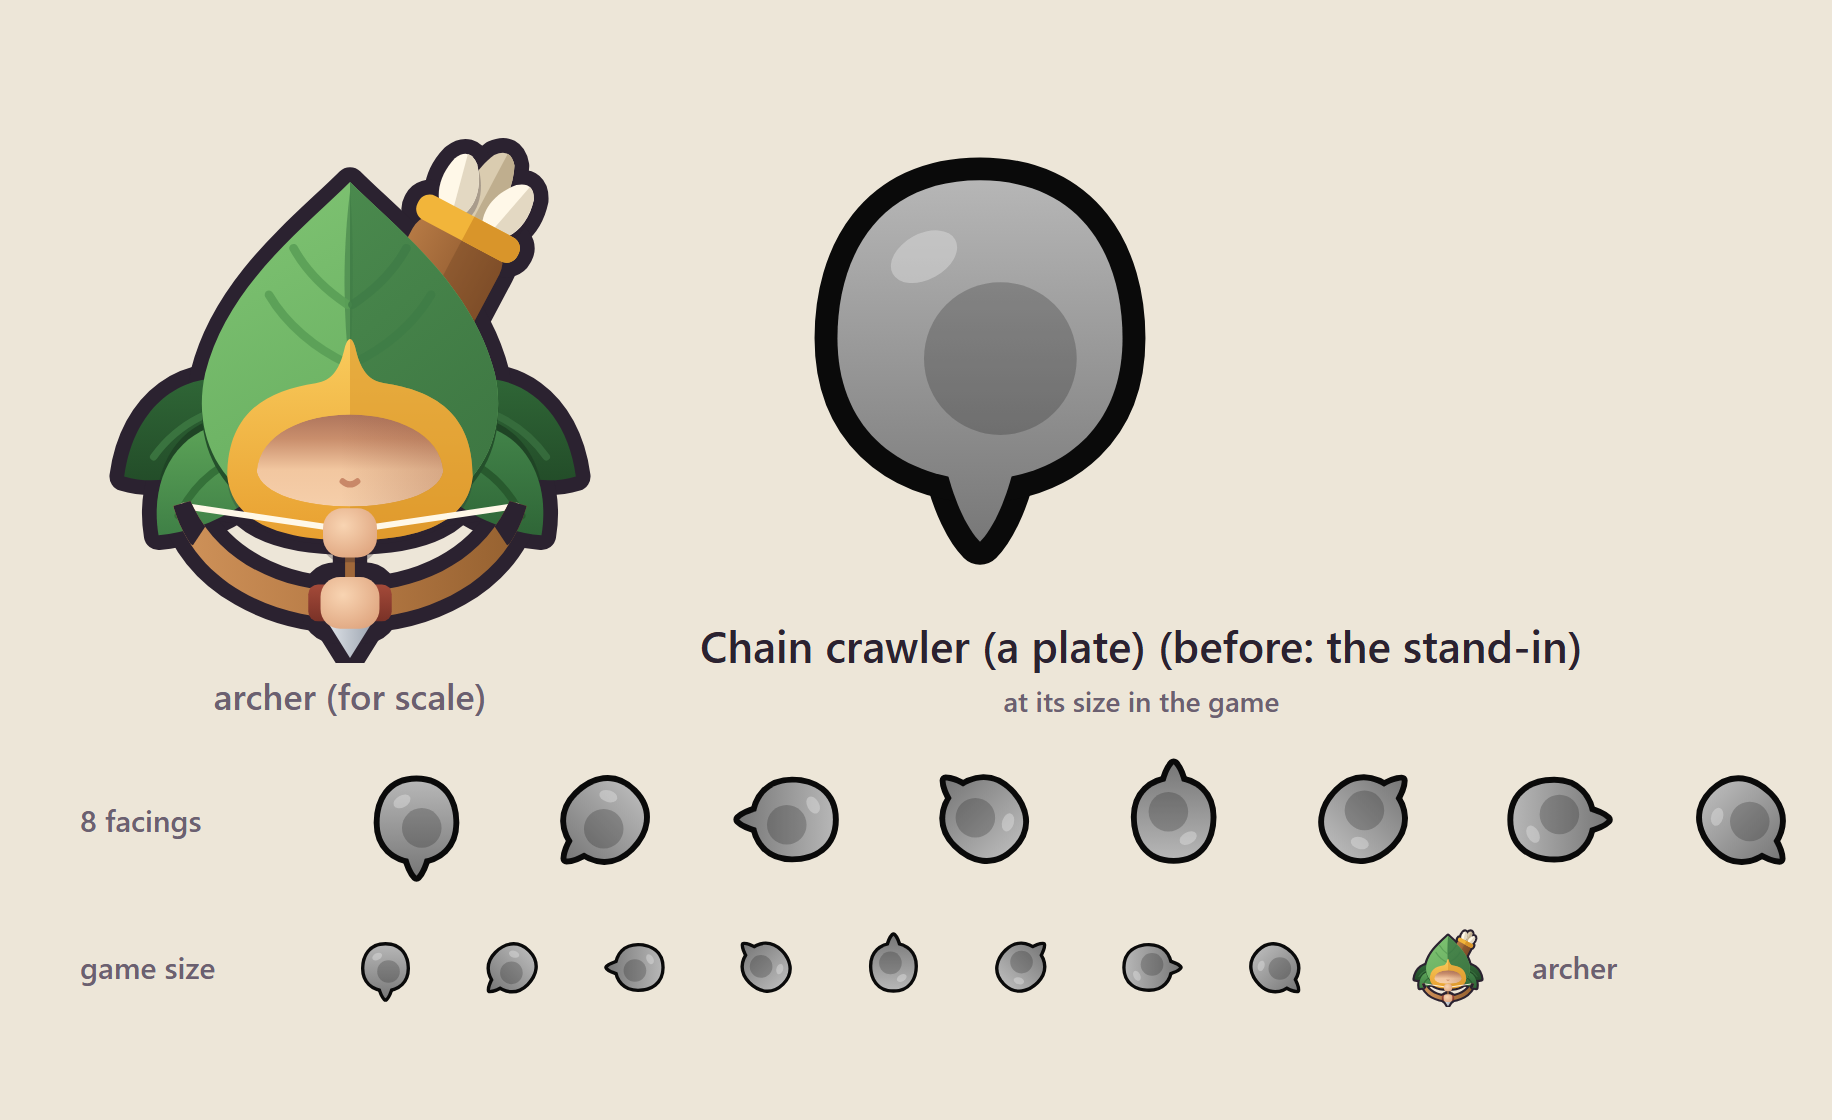 Chain crawler (a plate) (before: the stand-in)
archer (for scale)
at its size in the game
8 facings
game size
archer